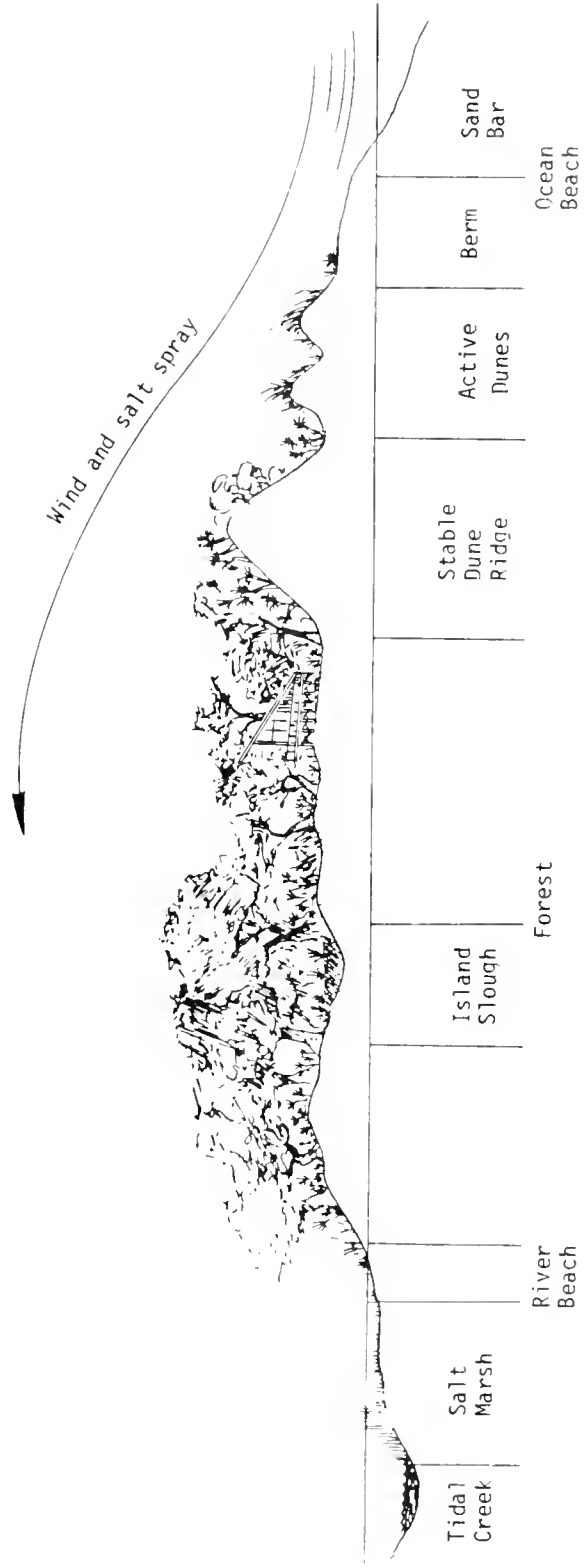 Wind and salt spray
Tidal
Creek
Salt
Marsh
River
Beach
Island
Slough
Forest
Stable
Dune
Ridge
Active
Dunes
Berm
Sand
Bar
Ocean
Beach